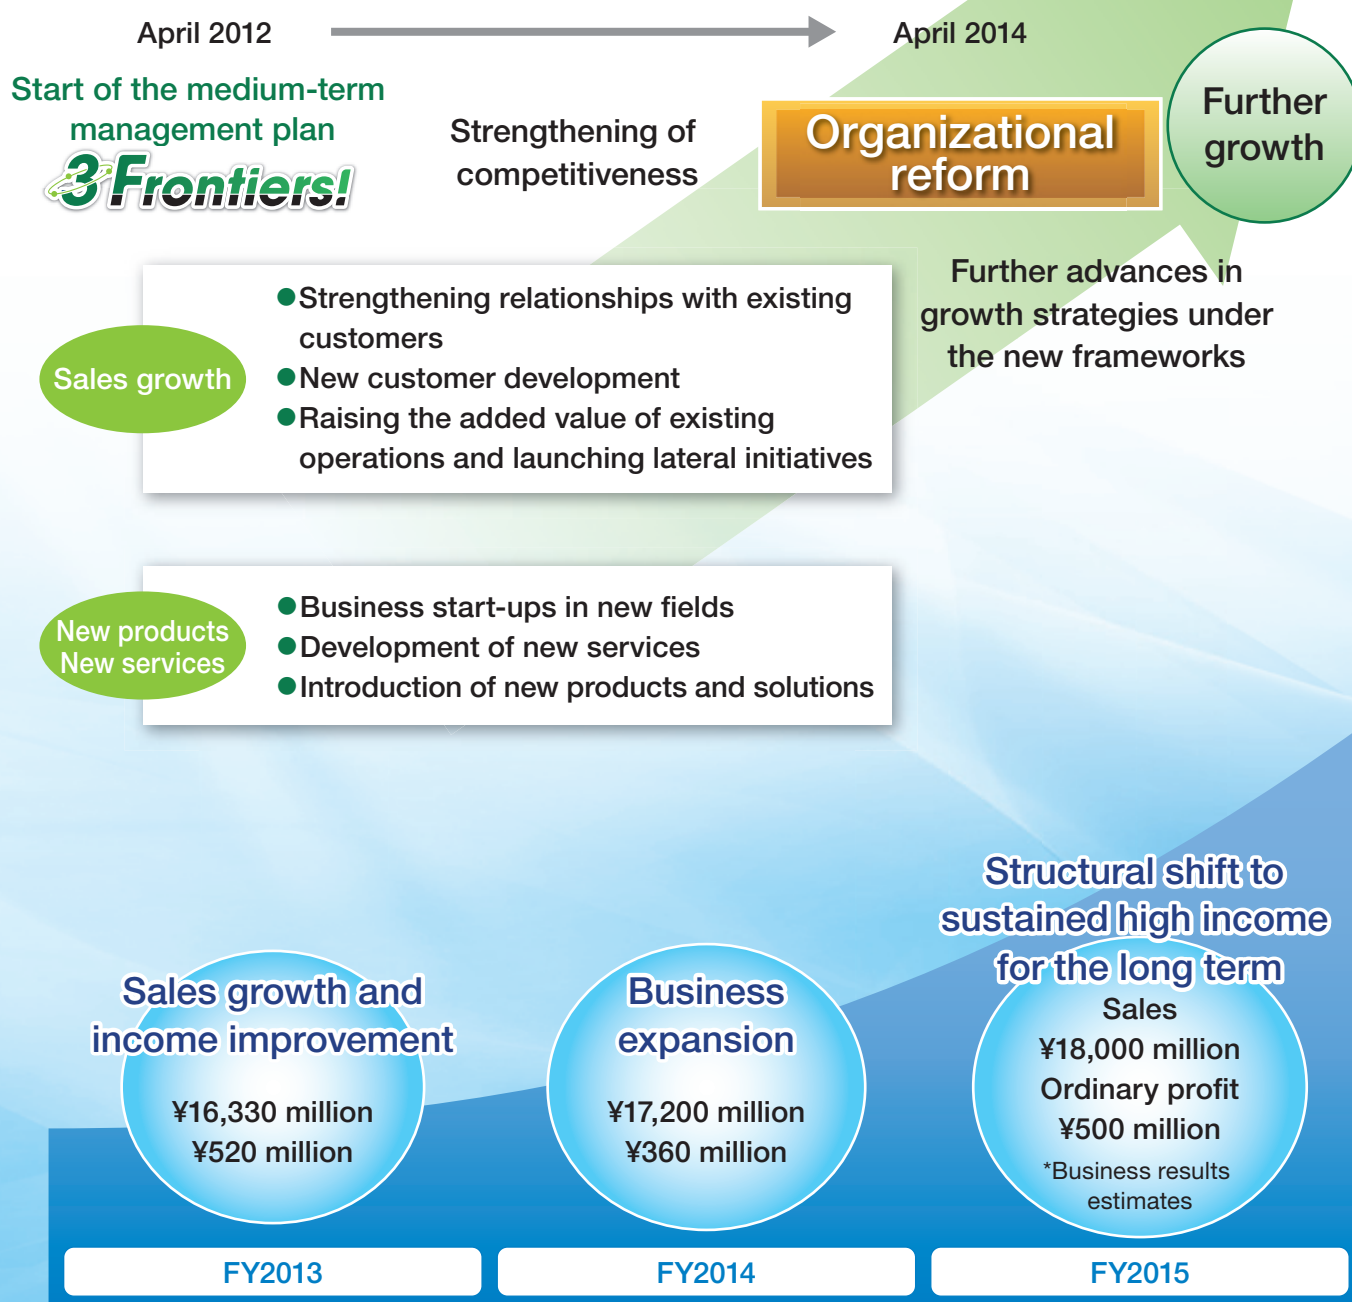 April 2012
April 2014
Start of the medium-term
management plan
3 Frontiers!
Strengthening of
competitiveness
Organizational
reform
Further
growth
Further advances in
growth strategies under
the new frameworks
Sales growth
●Strengthening relationships with existing
customers
●New customer development
●Raising the added value of existing
operations and launching lateral initiatives
New products
New services
●Business start-ups in new fields
●Development of new services
●Introduction of new products and solutions
Sales growth and
income improvement
¥16,330 million
¥520 million
Business
expansion
¥17,200 million
¥360 million
Structural shift to
sustained high income
for the long term
Sales
¥18,000 million
Ordinary profit
¥500 million
*Business results
estimates
FY2013
FY2014
FY2015